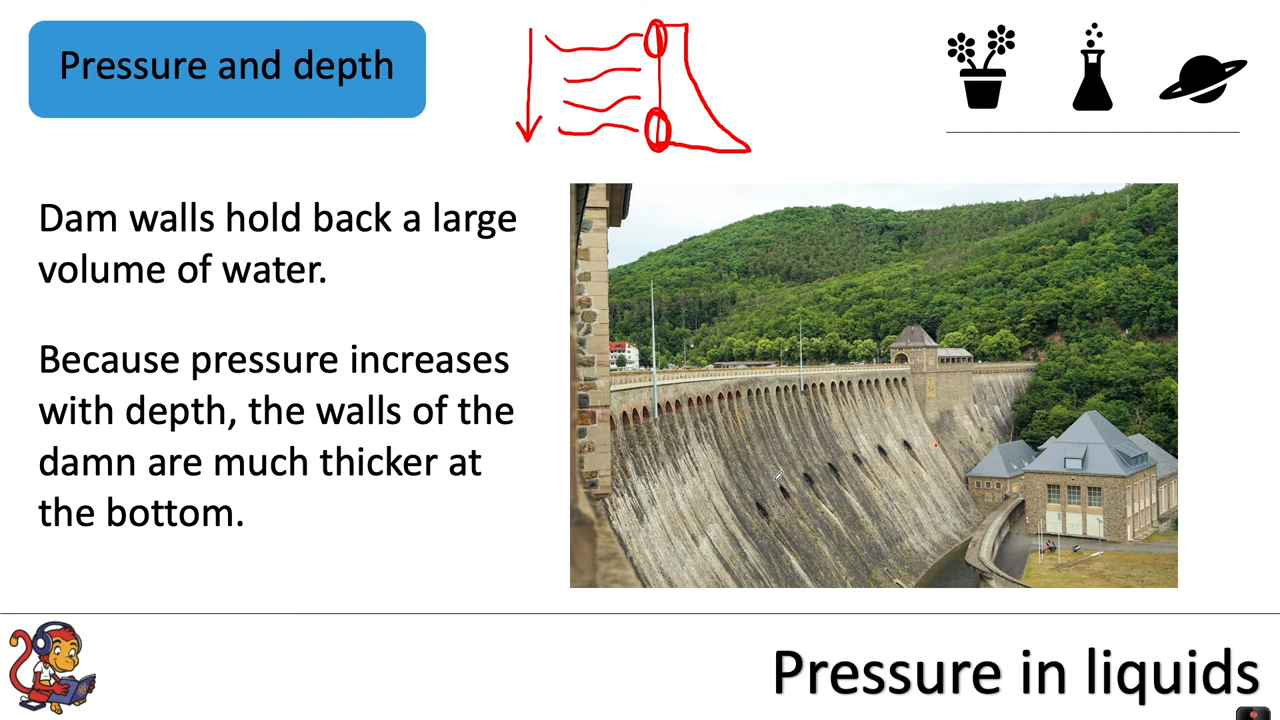 Pressure and depth
Dam walls hold back a large
volume of water.
Because pressure increases
with depth, the walls of the
damn are much thicker at
the bottom.
Pressure in liquids